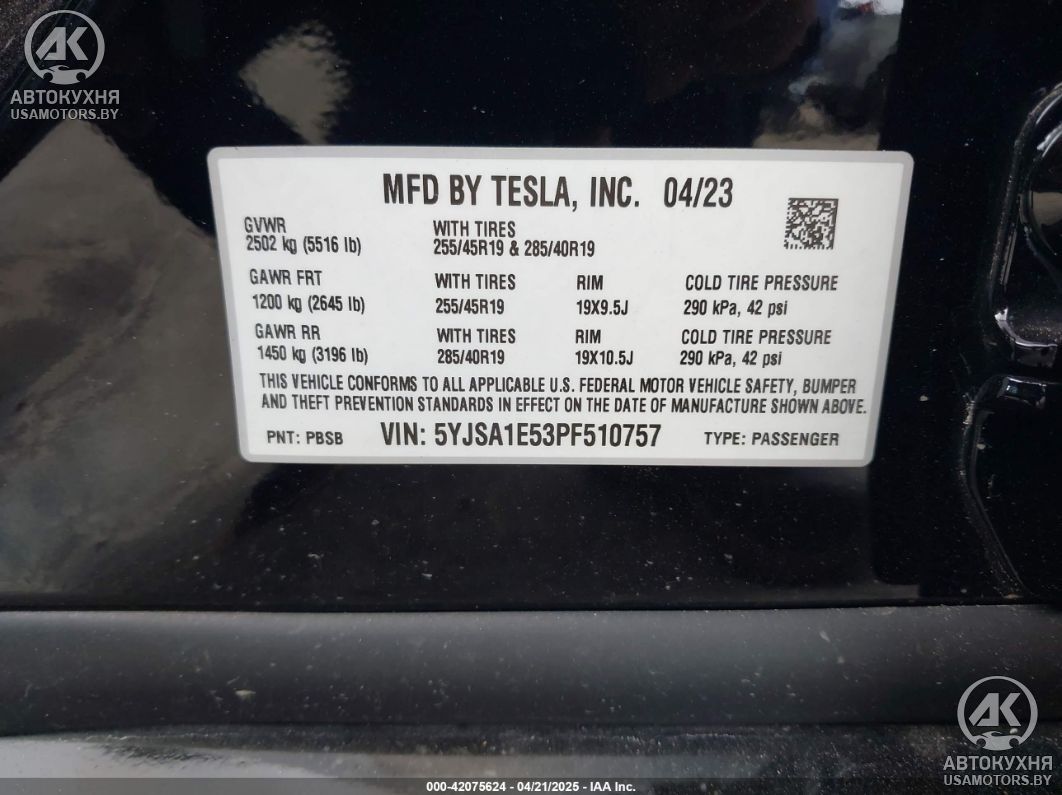 AK
АВТОКУХНЯ
USAMOTORS.BY
MFD BY TESLA, INC. 04/23
GVWR WITH TIRES
2502 kg (5516 lb) 255/45R19 & 285/40R19
GAWR FRT WITH TIRES RIM COLD TIRE PRESSURE
1200 kg (2645 lb) 255/45R19 19X9.5J 290 kPa, 42 psi
GAWR RR WITH TIRES RIM COLD TIRE PRESSURE
1450 kg (3196 lb) 285/40R19 19X10.5J 290 kPa, 42 psi
THIS VEHICLE CONFORMS TO ALL APPLICABLE U.S. FEDERAL MOTOR VEHICLE SAFETY, BUMPER
AND THEFT PREVENTION STANDARDS IN EFFECT ON THE DATE OF MANUFACTURE SHOWN ABOVE.
PNT: PBSB VIN: 5YJSA1E53PF510757 TYPE: PASSENGER
AK
АВТОКУХНЯ
USAMOTORS.BY
000-42075624 - 04/21/2025 - IAA Inc.